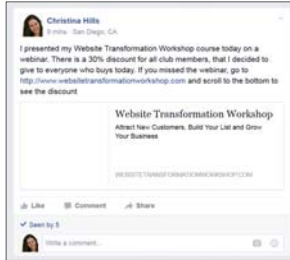 Christina Hills
9 mins · San Diego, CA
I presented my Website Transformation Workshop course today on a
webinar. There is a 30% discount for all club members, that I decided to
give to everyone who buys today. If you missed the webinar, go to
http://www.websitetransformationworkshop.com and scroll to the bottom to
see the discount
Website Transformation Workshop
Attract New Customers, Build Your List and Grow
Your Business
WEBSITETRANSFORMATIONWORKSHOP.COM
Like Comment Share
Seen by 5
Write a comment...